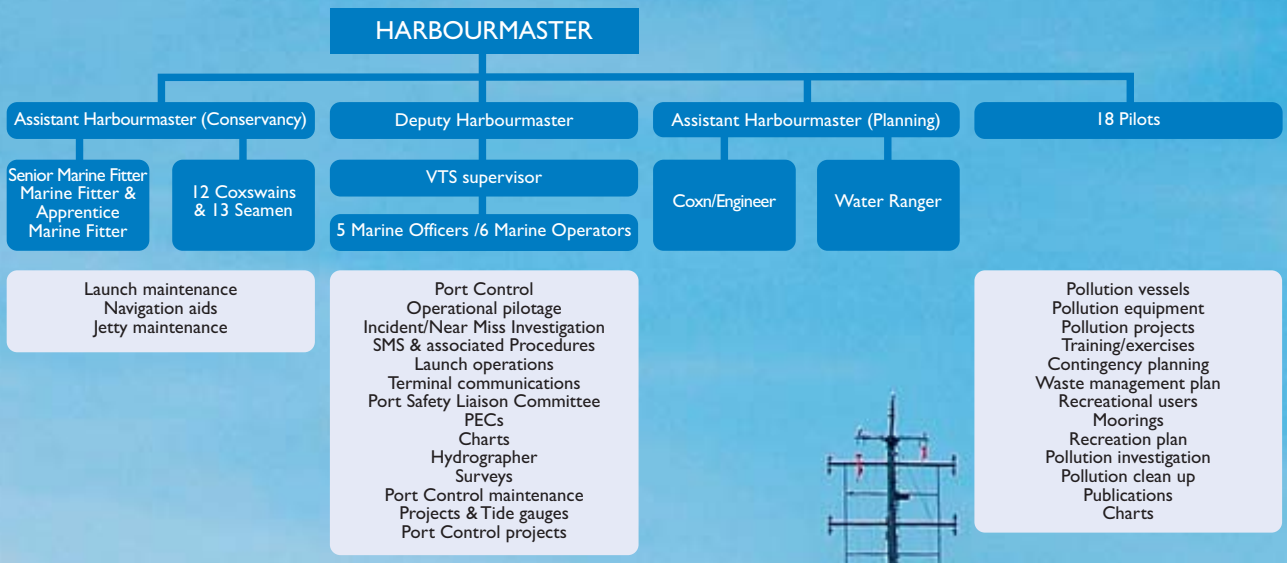 HARBOURMASTER
Assistant Harbourmaster (Conservancy)
Senior Marine Fitter
Marine Fitter &
Apprentice
Marine Fitter
12 Coxswains
& 13 Seamen
Launch maintenance
Navigation aids
Jetty maintenance
Deputy Harbourmaster
VTS supervisor
5 Marine Officers /6 Marine Operators
Port Control
Operational pilotage
Incident/Near Miss Investigation
SMS & associated Procedures
Launch operations
Terminal communications
Port Safety Liaison Committee
PECs
Charts
Hydrographer
Surveys
Port Control maintenance
Projects & Tide gauges
Port Control projects
Assistant Harbourmaster (Planning)
Coxn/Engineer
Water Ranger
18 Pilots
Pollution vessels
Pollution equipment
Pollution projects
Training/exercises
Contingency planning
Waste management plan
Recreational users
Moorings
Recreation plan
Pollution investigation
Pollution clean up
Publications
Charts